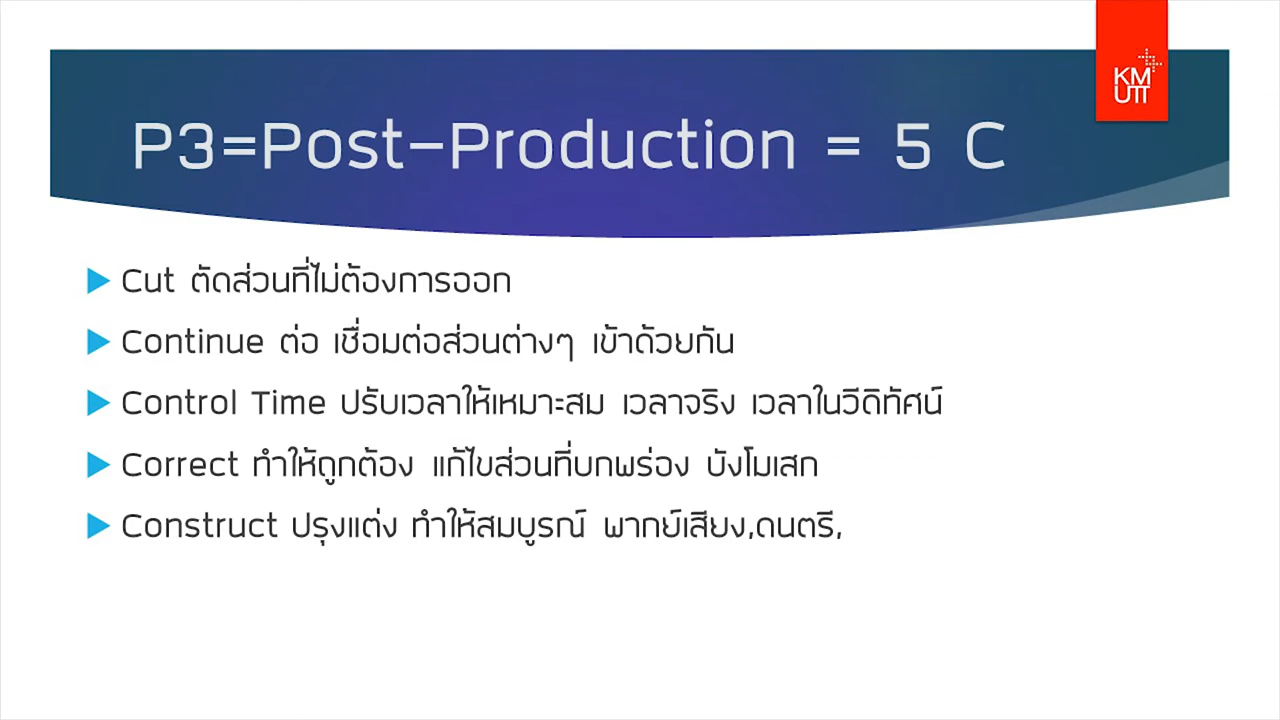 KM
UTT
P3=Post-Production = 5 C
Cut ตัดส่วนที่ไม่ต้องการออก
Continue ต่อ เชื่อมต่อส่วนต่างๆ เข้าด้วยกัน
Control Time ปรับเวลาให้เหมาะสม เวลาจริง เวลาในวีดิทัศน์
Correct ทำให้ถูกต้อง แก้ไขส่วนที่บกพร่อง บังโมเสก
Construct ปรุงแต่ง ทำให้สมบูรณ์ พากย์เสียง,ดนตรี,